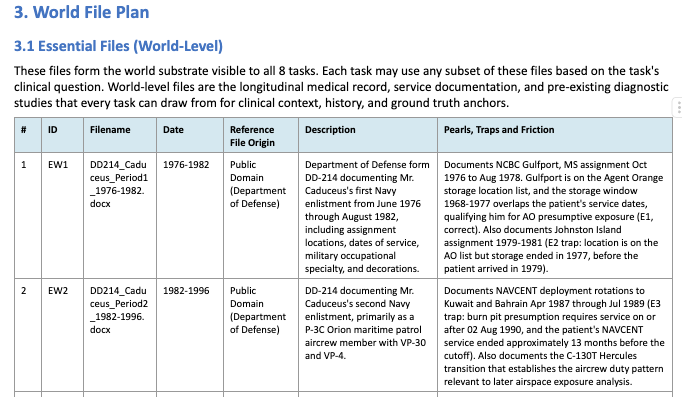 3. World File Plan
3.1 Essential Files (World-Level)
These files form the world substrate visible to all 8 tasks. Each task may use any subset of these files based on the task's
clinical question. World-level files are the longitudinal medical record, service documentation, and pre-existing diagnostic
studies that every task can draw from for clinical context, history, and ground truth anchors.
# ID Filename Date Reference File Origin Description Pearls, Traps and Friction
1
EW1
DD214_Cadu
ceus_Period1
_1976-1982.
docx
1976-1982
Public
Domain
(Department
of Defense)
Department of Defense form
DD-214 documenting Mr.
Caduceus's first Navy
enlistment from June 1976
through August 1982,
including assignment
locations, dates of service,
military occupational
specialty, and decorations.
Documents NCBC Gulfport, MS assignment Oct
1976 to Aug 1978. Gulfport is on the Agent Orange
storage location list, and the storage window
1968-1977 overlaps the patient's service dates,
qualifying him for AO presumptive exposure (E1,
correct). Also documents Johnston Island
assignment 1979-1981 (E2 trap: location is on the
AO list but storage ended in 1977, before the
patient arrived in 1979).
2
EW2
DD214_Cadu
ceus_Period2
_1982-1996.
docx
1982-1996
Public
Domain
(Department
of Defense)
DD-214 documenting Mr.
Caduceus's second Navy
enlistment, primarily as a
P-3C Orion maritime patrol
aircrew member with VP-30
and VP-4.
Documents NAVCENT deployment rotations to
Kuwait and Bahrain Apr 1987 through Jul 1989 (E3
trap: burn pit presumption requires service on or
after 02 Aug 1990, and the patient's NAVCENT
service ended approximately 13 months before the
cutoff). Also documents the C-130T Hercules
transition that establishes the aircrew duty pattern
relevant to later airspace exposure analysis.